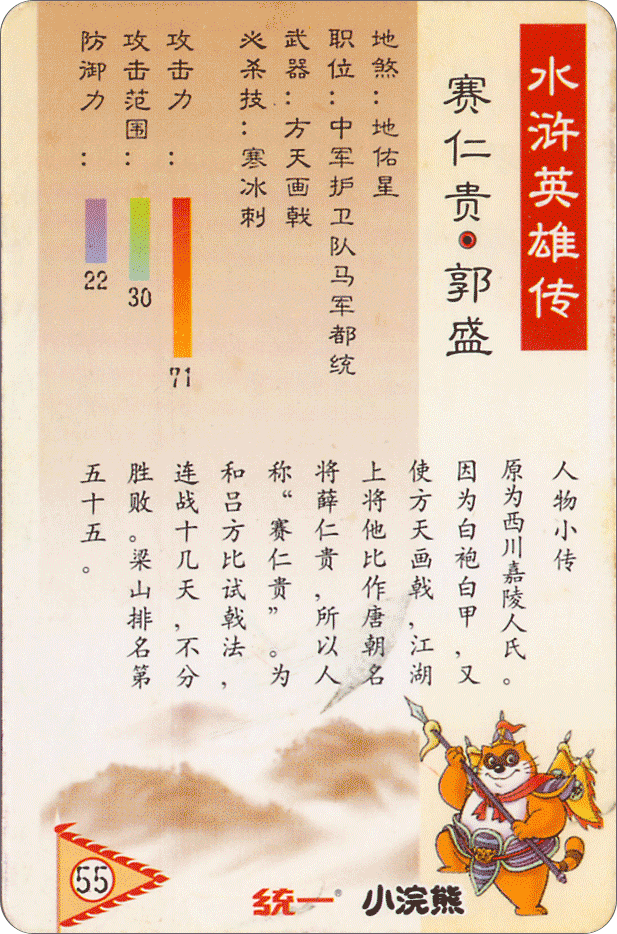 水浒英雄传
赛仁贵·郭盛
地煞：地佑星
职位：中军护卫队马军都统
武器：方天画戟
必杀技：寒冰刺
攻击力：
71
攻击范围：
30
防御力：
22
人物小传
原为西川嘉陵人氏。
因为白袍白甲，又
使方天画戟，江湖
上将他比作唐朝名
将薛仁贵，所以人
称“赛仁贵”。为
和吕方比试戟法，
连战十几天，不分
胜败。梁山排名第
五十五。
55
统一® 小浣熊